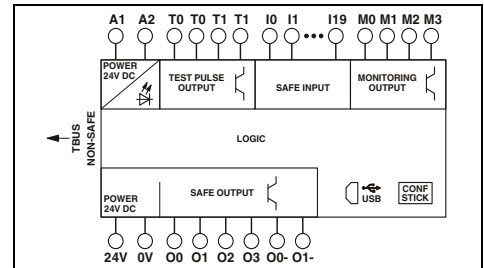 A1 A2 T0 T0 T1 T1 I0 I1 ••• I19 M0 M1 M2 M3
POWER
24V DC
TEST PULSE
OUTPUT
SAFE INPUT
MONITORING
OUTPUT
TBUS
NON-SAFE
LOGIC
POWER
24V DC
SAFE OUTPUT
USB
CONF
STICK
24V 0V O0 O1 O2 O3 O0- O1-